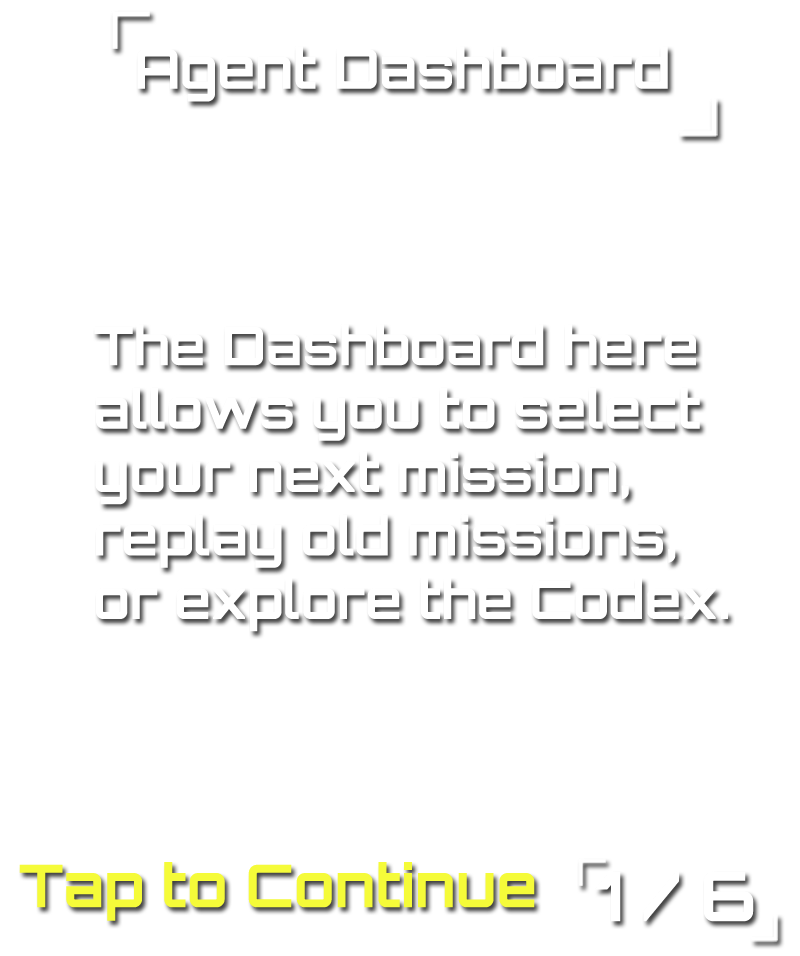 Agent Dashboard
The Dashboard here
allows you to select
your next mission,
replay old missions,
or explore the Codex.
Tap to Continue
1 / 6